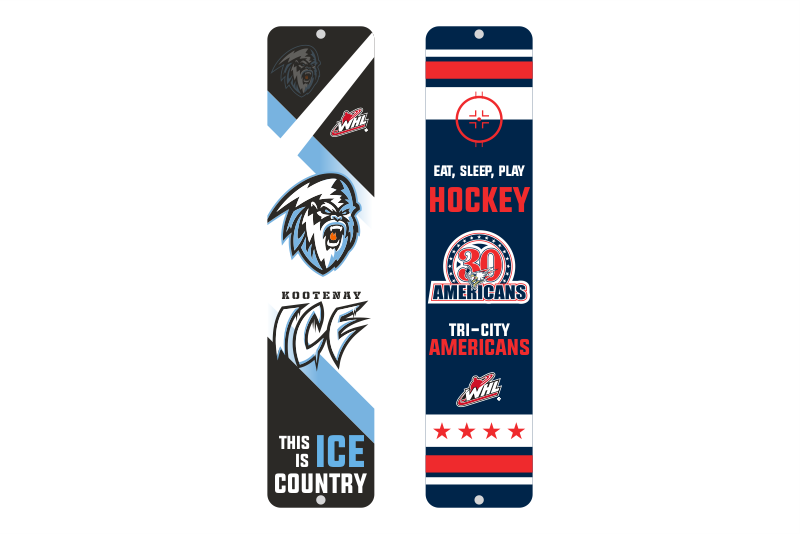 WHL
KOOTENAY
ICE
THIS IS ICE
COUNTRY
EAT, SLEEP, PLAY
HOCKEY
30
AMERICANS
TRI-CITY
AMERICANS
WHL